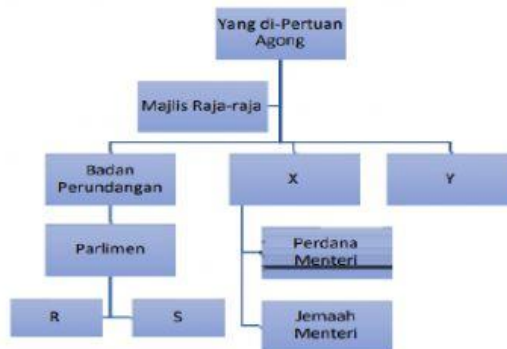 Yang di-Pertuan
Agong
Majlis Raja-raja
Badan
Perundangan
X
Y
Parlimen
Perdana
Menteri
R
S
Jemaah
Menteri